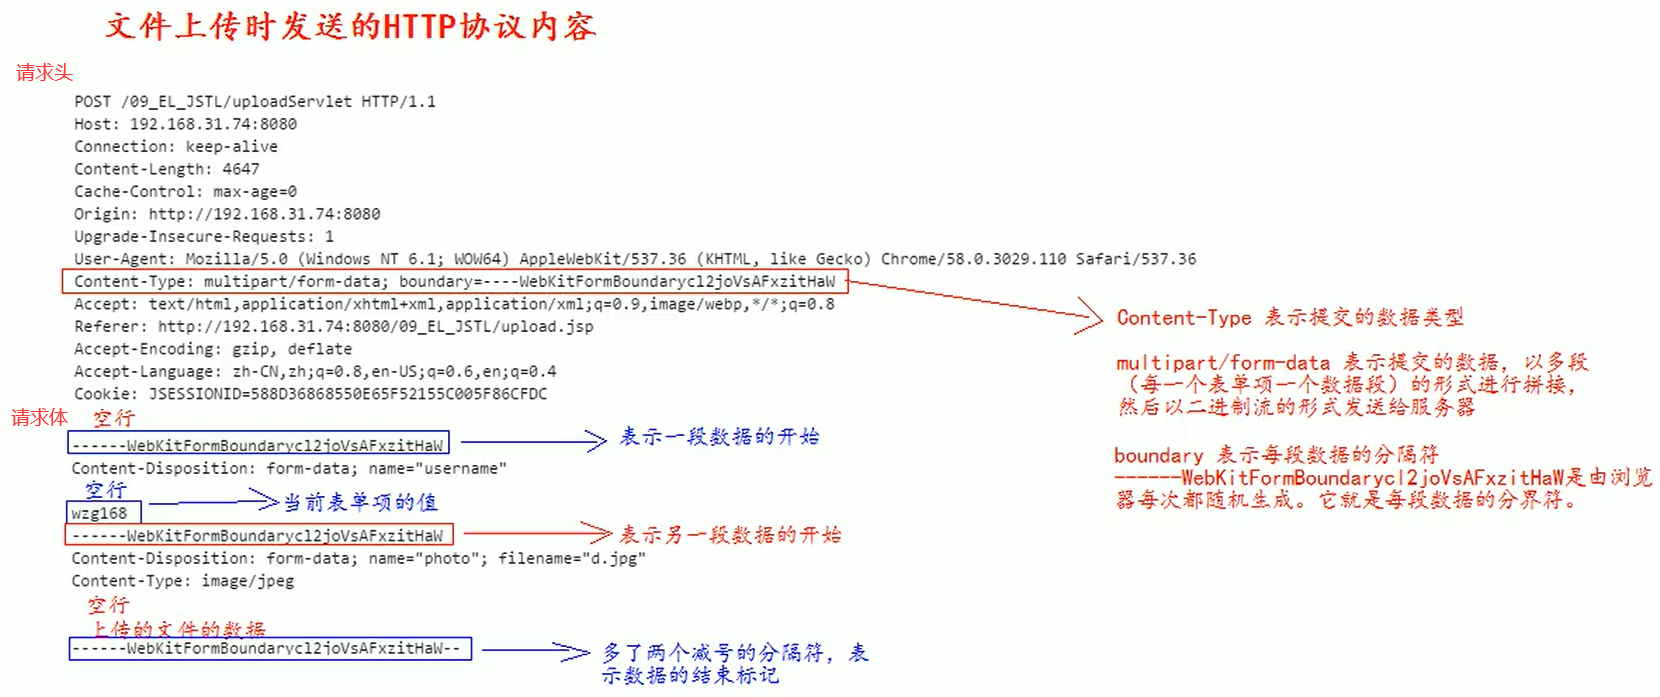 文件上传时发送的HTTP协议内容
请求头
POST /09_EL_JSTL/uploadServlet HTTP/1.1
Host: 192.168.31.74:8080
Connection: keep-alive
Content-Length: 4647
Cache-Control: max-age=0
Origin: http://192.168.31.74:8080
Upgrade-Insecure-Requests: 1
User-Agent: Mozilla/5.0 (Windows NT 6.1; WOW64) AppleWebKit/537.36 (KHTML, like Gecko) Chrome/58.0.3029.110 Safari/537.36
Content-Type: multipart/form-data; boundary=----WebKitFormBoundarycl2joVsAFxzitHaW
Accept: text/html,application/xhtml+xml,application/xml;q=0.9,image/webp,*/*;q=0.8
Referer: http://192.168.31.74:8080/09_EL_JSTL/upload.jsp
Accept-Encoding: gzip, deflate
Accept-Language: zh-CN,zh;q=0.8,en-US;q=0.6,en;q=0.4
Cookie: JSESSIONID=588D36868550E65F52155C005F86CFDC
Content-Type 表示提交的数据类型
multipart/form-data 表示提交的数据，以多段
（每一个表单项一个数据段）的形式进行拼接，
然后以二进制流的形式发送给服务器
boundary 表示每段数据的分隔符
------WebKitFormBoundarycl2joVsAFxzitHaW是由浏览
器每次都随机生成。它就是每段数据的分界符。
请求体
空行
------WebKitFormBoundarycl2joVsAFxzitHaW
表示一段数据的开始
Content-Disposition: form-data; name="username"
空行
当前表单项的值
wzg168
------WebKitFormBoundarycl2joVsAFxzitHaW
表示另一段数据的开始
Content-Disposition: form-data; name="photo"; filename="d.jpg"
Content-Type: image/jpeg
空行
上传的文件的数据
------WebKitFormBoundarycl2joVsAFxzitHaW--
多了两个减号的分隔符，表
示数据的结束标记